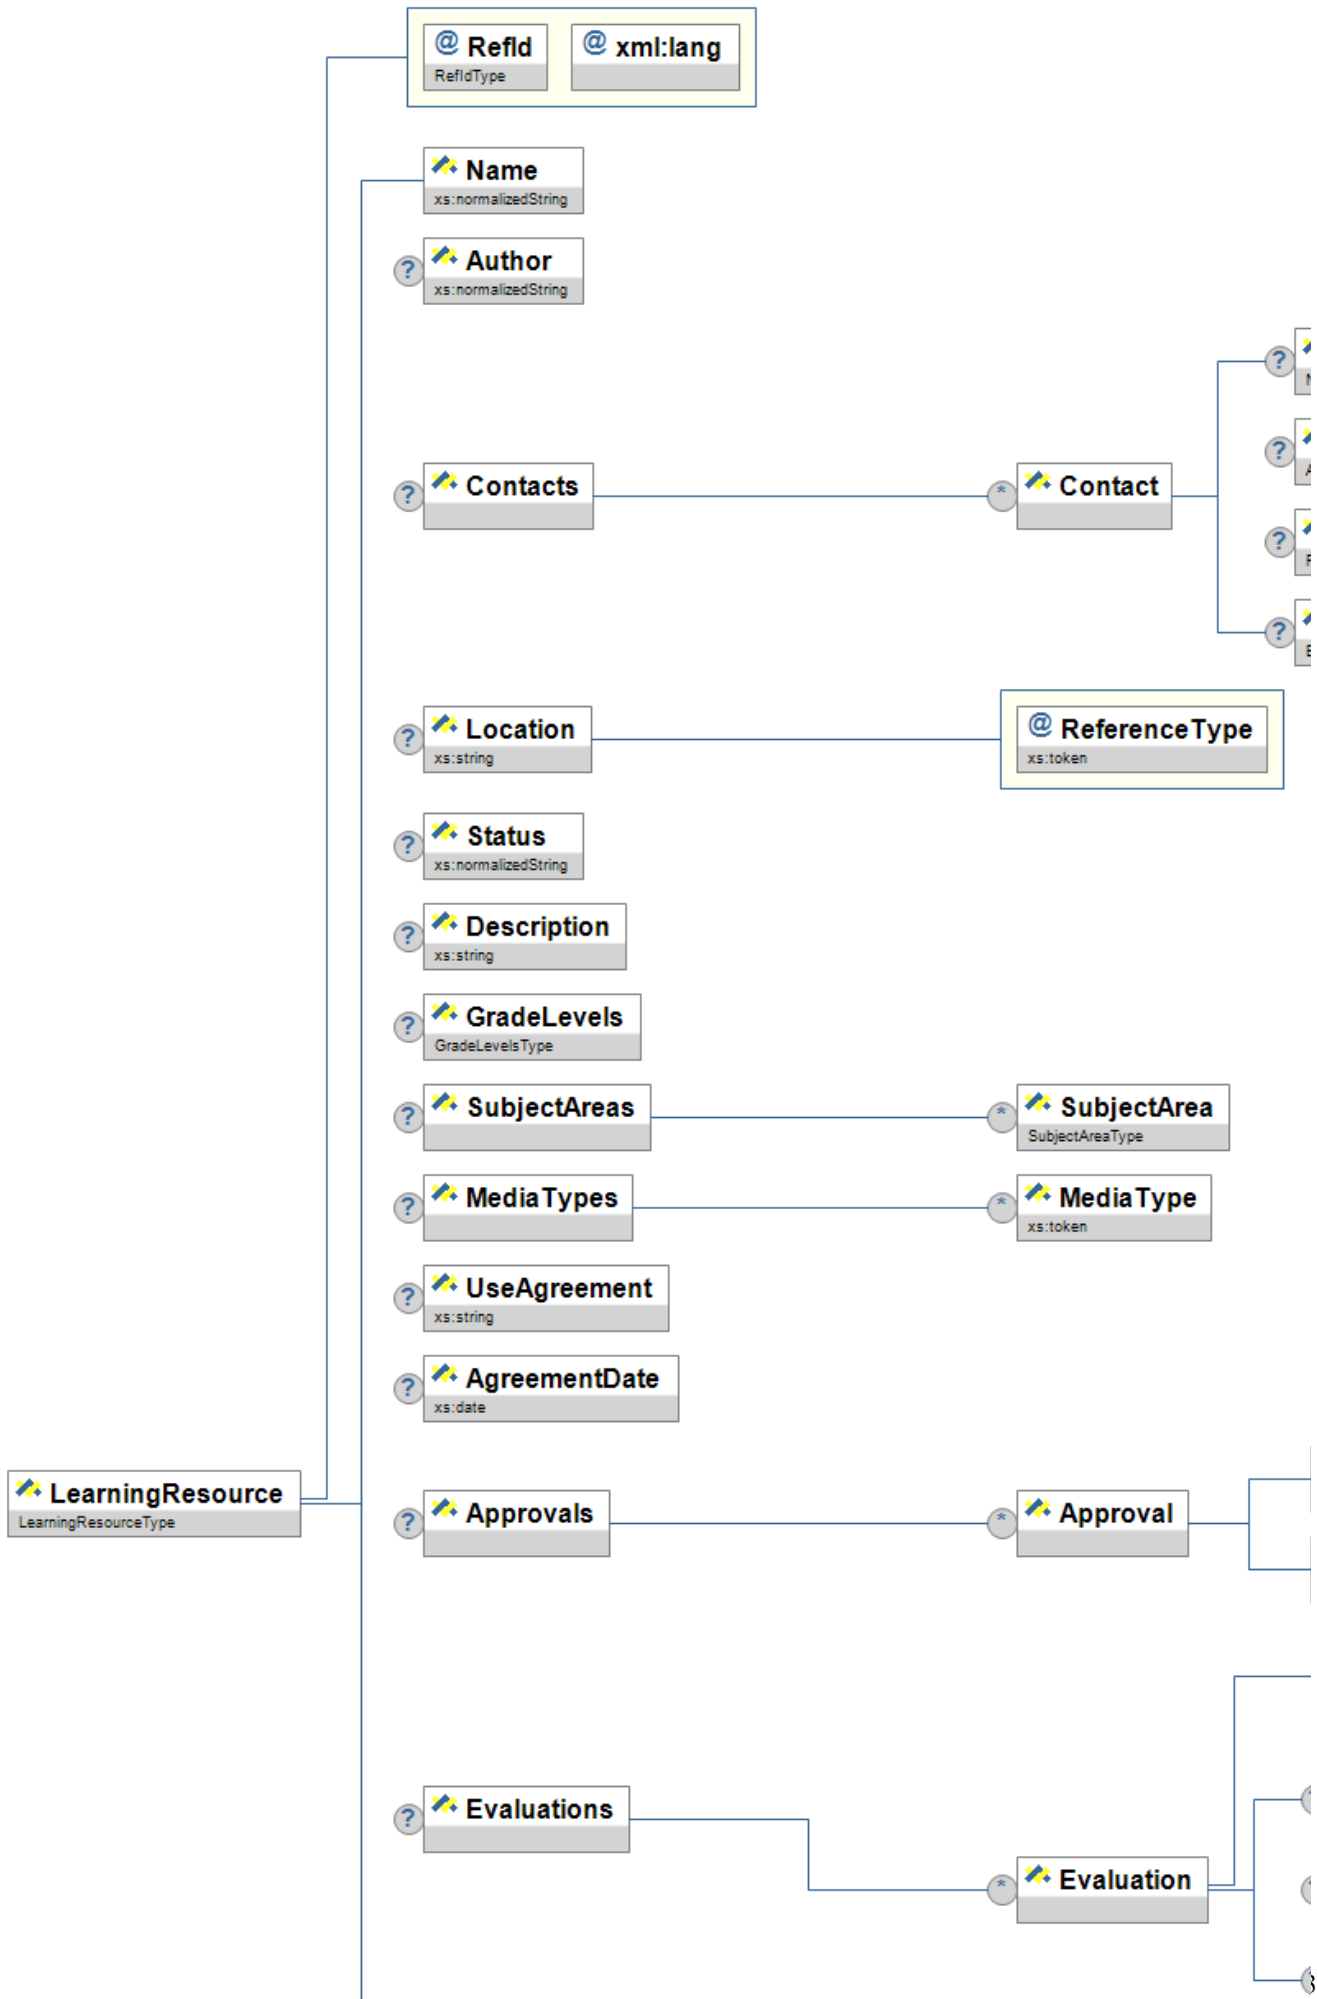 @ RefId
RefIdType
@ xml:lang
Name
xs:normalizedString
? Author
xs:normalizedString
?
?
? Contacts
* Contact
?
?
? Location
xs:string
@ ReferenceType
xs:token
? Status
xs:normalizedString
? Description
xs:string
? GradeLevels
GradeLevelsType
? SubjectAreas
* SubjectArea
SubjectAreaType
? MediaTypes
* MediaType
xs:token
? UseAgreement
xs:string
? AgreementDate
xs:date
LearningResource
LearningResourceType
? Approvals
* Approval
? Evaluations
* Evaluation